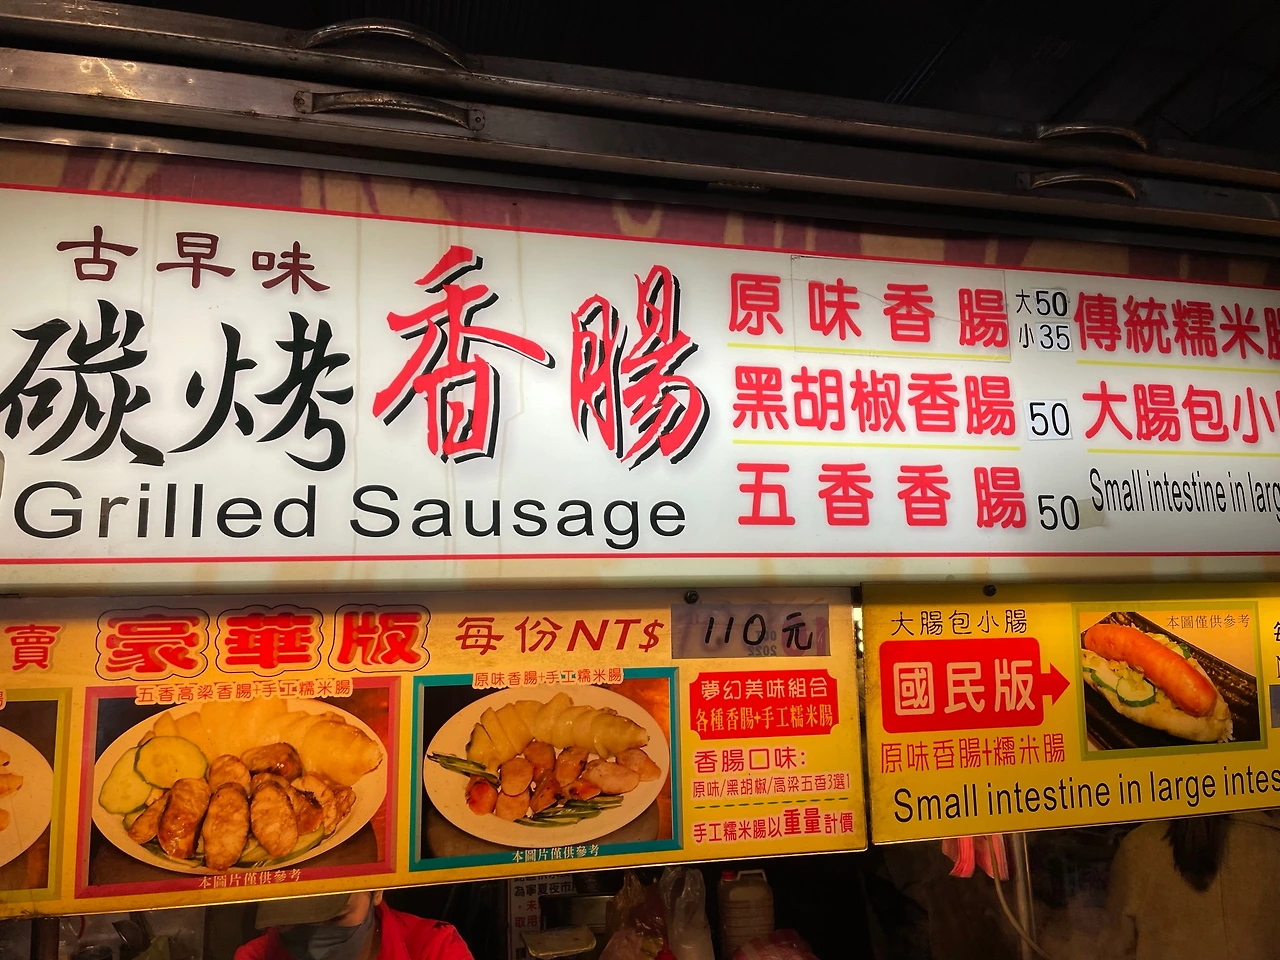 古早味
碳烤香腸
Grilled Sausage
原味香腸 大50 小35
黑胡椒香腸 50
五香香腸 50
傳統糯米腸
大腸包小
Small intestine in larg
賣 豪華版 每份NT$ 110元
五香高粱香腸+手工糯米腸
本圖片僅供參考
原味香腸+手工糯米腸
本圖片僅供參考
夢幻美味組合
各種香腸+手工糯米腸
香腸口味:
原味/黑胡椒/高粱五香3選1
手工糯米腸以重量計價
大腸包小腸
國民版
原味香腸+糯米腸
本圖僅供參考
Small intestine in large intes